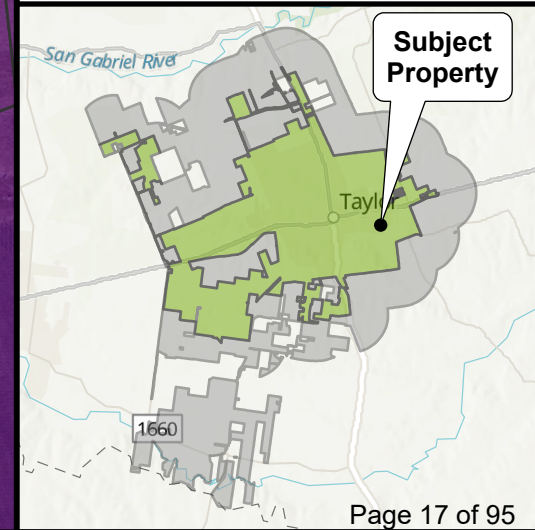 San Gabriel River
Subject
Property
Taylor
1660
Page 17 of 95